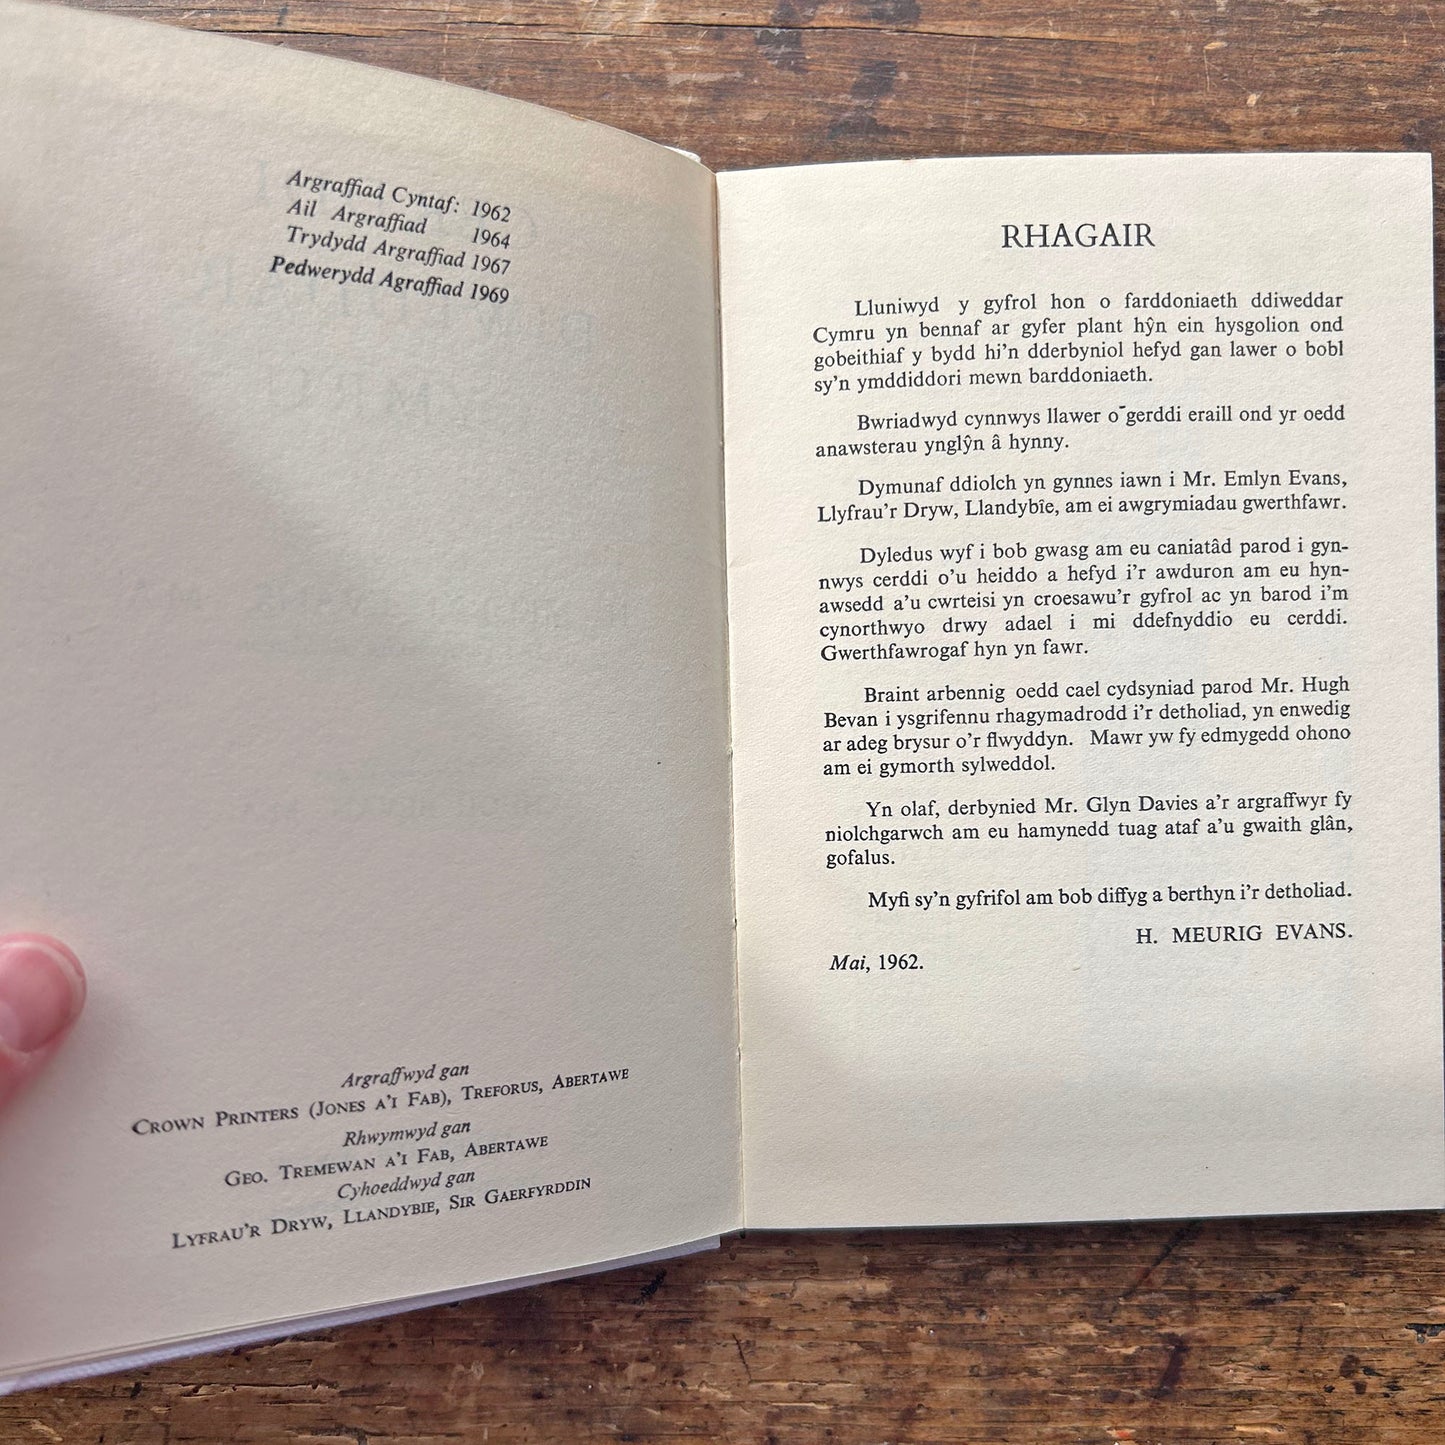 Argraffiad Cyntaf: 1962
Ail Argraffiad 1964
Trydydd Argraffiad 1967
Pedwerydd Agraffiad 1969
Argraffwyd gan
CROWN PRINTERS (JONES A'I FAB), TREFORUS, ABERTAWE
Rhwymwyd gan
GEO. TREMEWAN A'I FAB, ABERTAWE
Cyhoeddwyd gan
LYFRAU'R DRYW, LLANDYBIE, SIR GAERFYRDDIN
RHAGAIR
Lluniwyd y gyfrol hon o farddoniaeth ddiweddar
Cymru yn bennaf ar gyfer plant hŷn ein hysgolion ond
gobeithiaf y bydd hi'n dderbyniol hefyd gan lawer o bobl
sy'n ymddiddori mewn barddoniaeth.
Bwriadwyd cynnwys llawer o gerddi eraill ond yr oedd
anawsterau ynglŷn â hynny.
Dymunaf ddiolch yn gynnes iawn i Mr. Emlyn Evans,
Llyfrau'r Dryw, Llandybîe, am ei awgrymiadau gwerthfawr.
Dyledus wyf i bob gwasg am eu caniatâd parod i gyn-
nwys cerddi o'u heiddo a hefyd i'r awduron am eu hyn-
awsedd a'u cwrteisi yn croesawu'r gyfrol ac yn barod i'm
cynorthwyo drwy adael i mi ddefnyddio eu cerddi.
Gwerthfawrogaf hyn yn fawr.
Braint arbennig oedd cael cydsyniad parod Mr. Hugh
Bevan i ysgrifennu rhagymadrodd i'r detholiad, yn enwedig
ar adeg brysur o'r flwyddyn. Mawr yw fy edmygedd ohono
am ei gymorth sylweddol.
Yn olaf, derbynied Mr. Glyn Davies a'r argraffwyr fy
niolchgarwch am eu hamynedd tuag ataf a'u gwaith glân,
gofalus.
Myfi sy'n gyfrifol am bob diffyg a berthyn i'r detholiad.
H. MEURIG EVANS.
Mai, 1962.